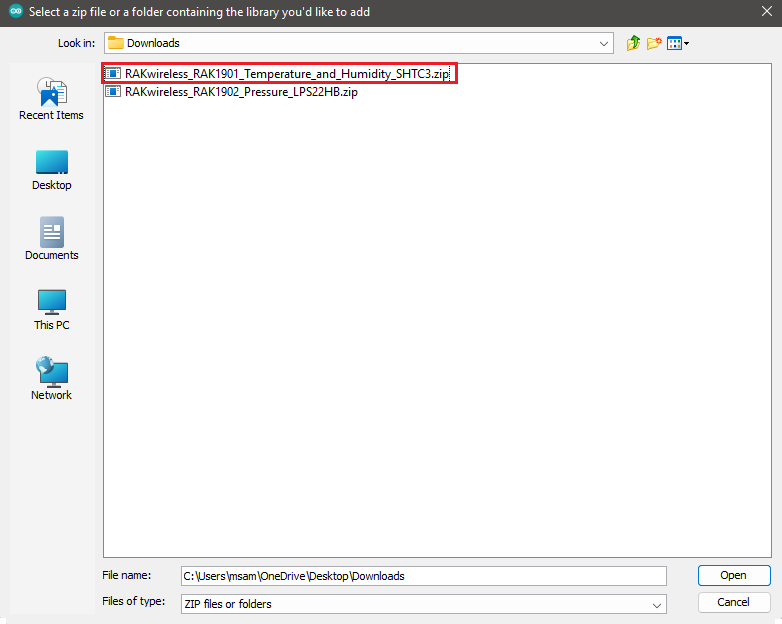 Select a zip file or a folder containing the library you'd like to add
Look in: Downloads
RAKwireless_RAK1901_Temperature_and_Humidity_SHTC3.zip
RAKwireless_RAK1902_Pressure_LPS22HB.zip
Recent Items
Desktop
Documents
This PC
Network
File name: C:\Users\msam\OneDrive\Desktop\Downloads Open
Files of type: ZIP files or folders Cancel